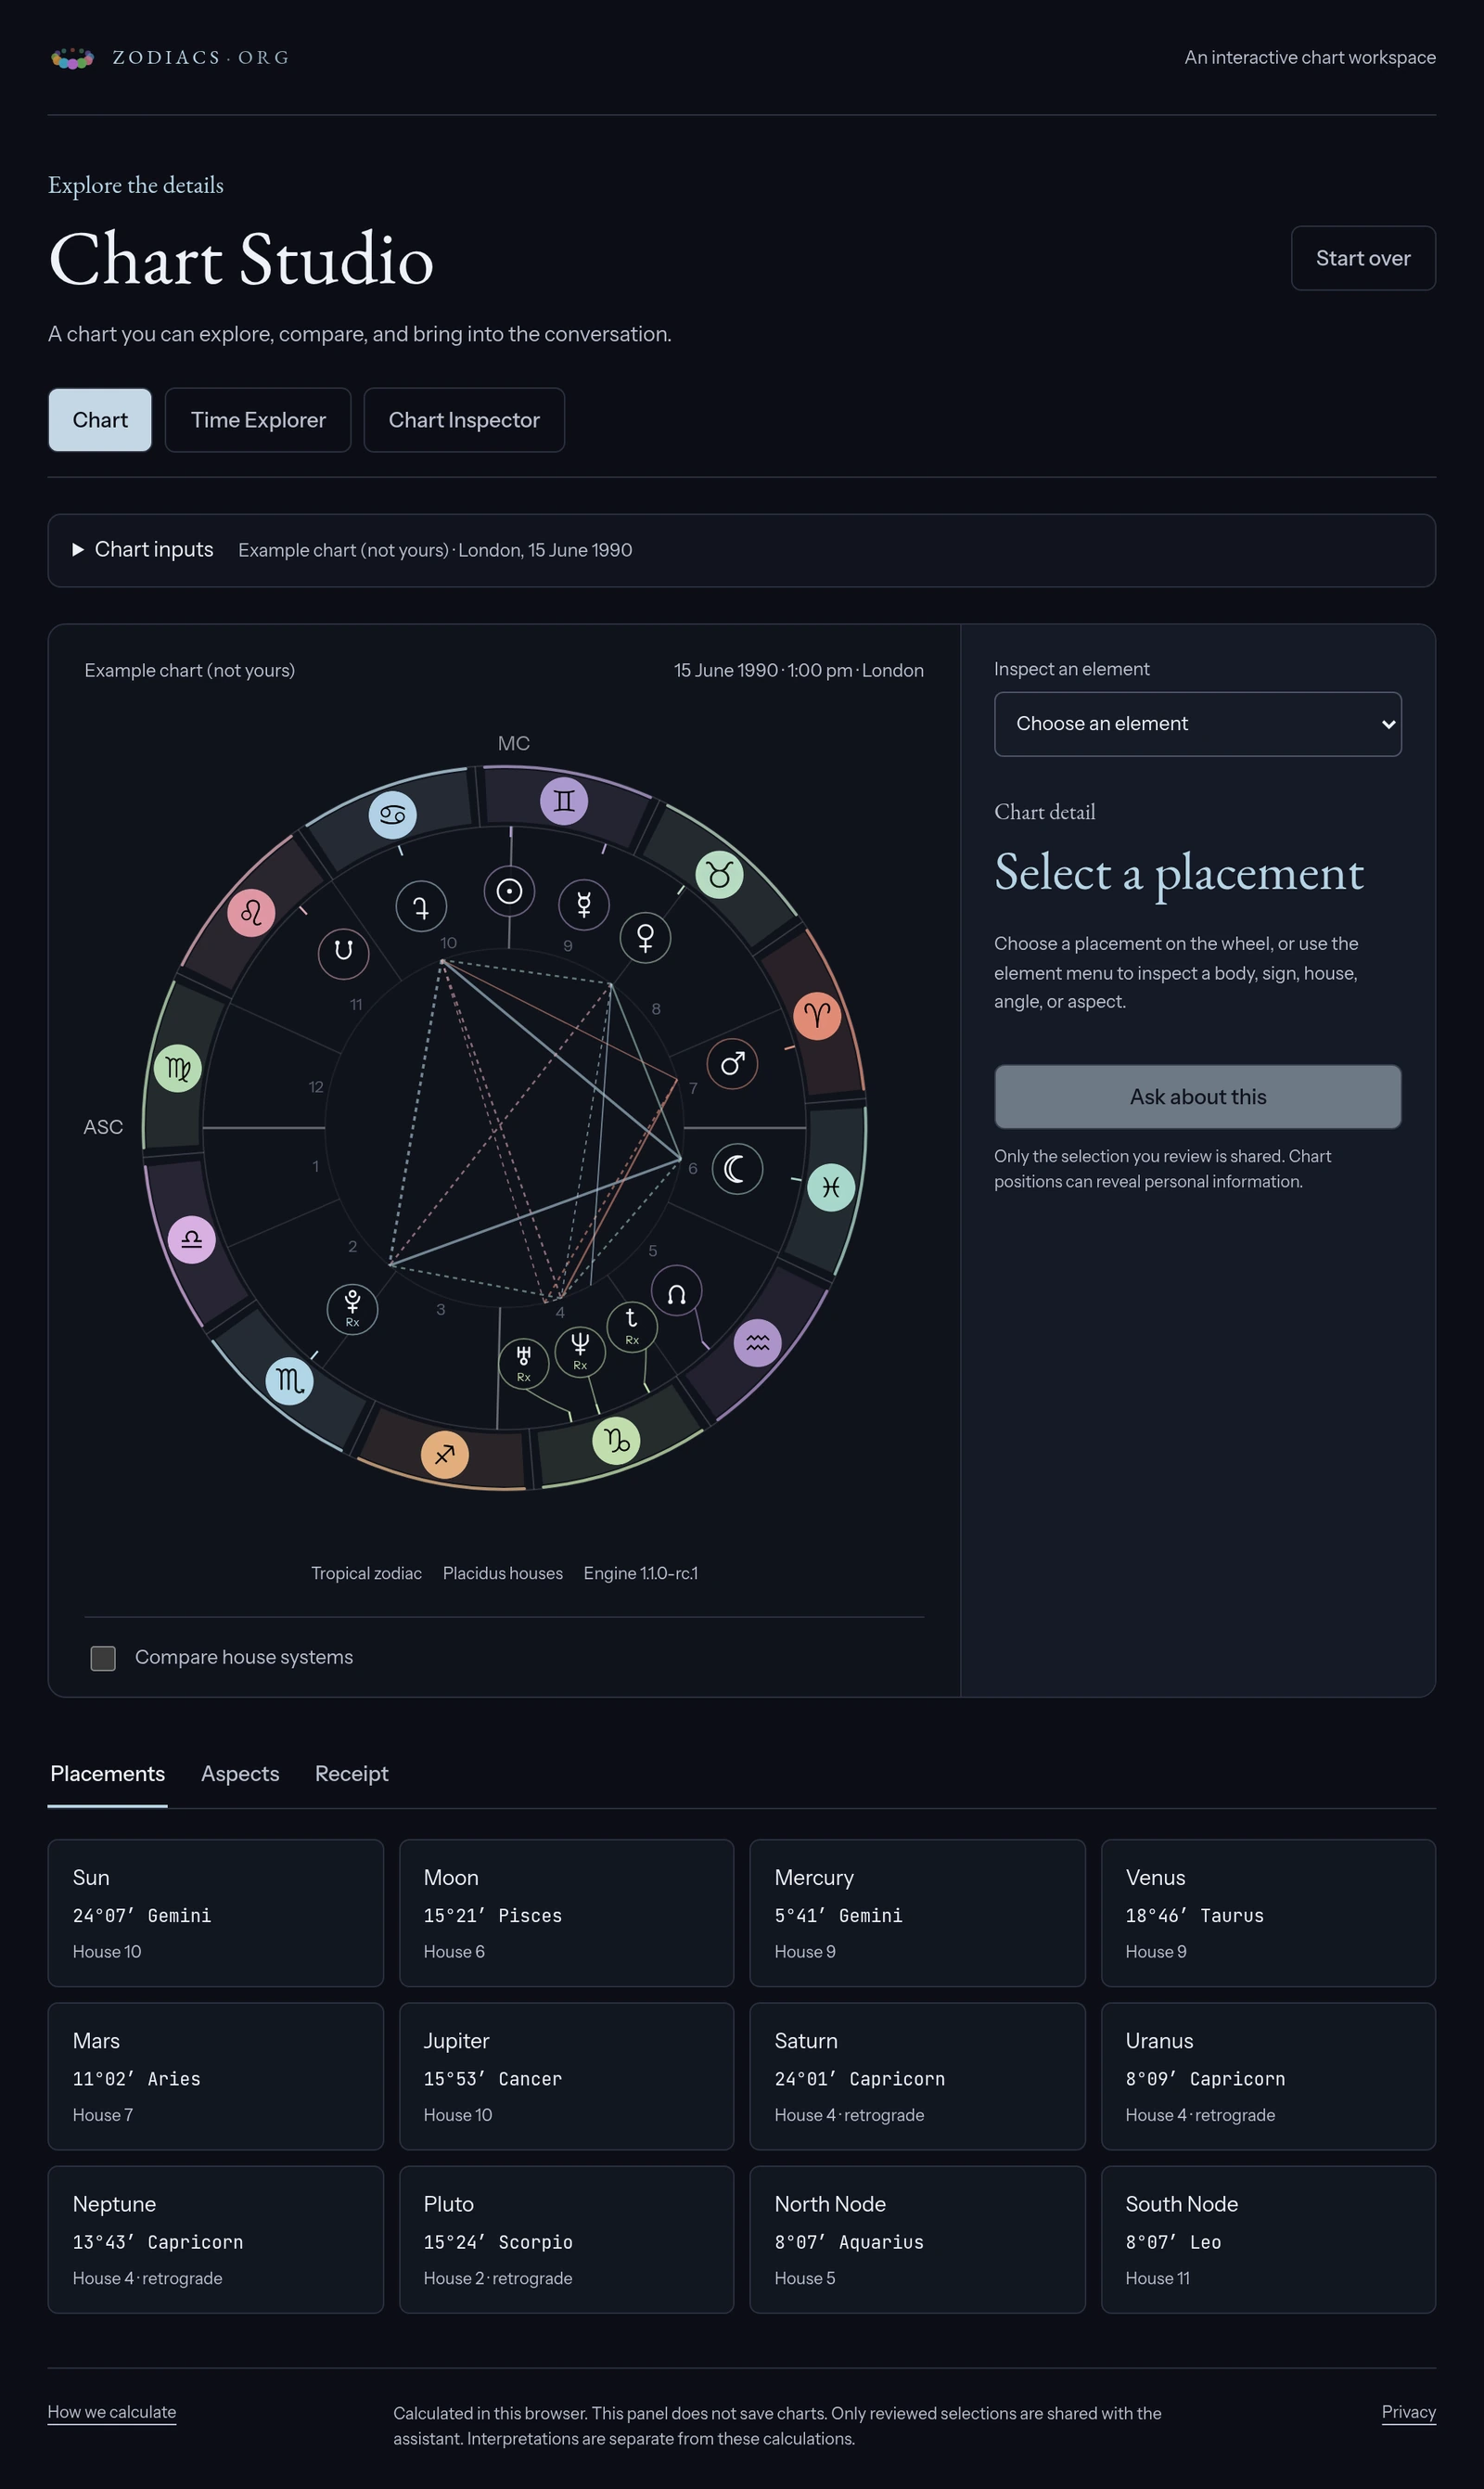 ZODIACS·ORG
An interactive chart workspace
Explore the details
Chart Studio
Start over
A chart you can explore, compare, and bring into the conversation.
Chart
Time Explorer
Chart Inspector
Chart inputs
Example chart (not yours) · London, 15 June 1990
Example chart (not yours)
15 June 1990 · 1:00 pm · London
MC
10
9
11
8
12
7
ASC
1
6
2
5
3
4
Rx
Rx
Rx
Rx
Tropical zodiac
Placidus houses
Engine 1.1.0-rc.1
Compare house systems
Inspect an element
Choose an element
Chart detail
Select a placement
Choose a placement on the wheel, or use the
element menu to inspect a body, sign, house,
angle, or aspect.
Ask about this
Only the selection you review is shared. Chart
positions can reveal personal information.
Placements
Aspects
Receipt
Sun
24°07′ Gemini
House 10
Moon
15°21′ Pisces
House 6
Mercury
5°41′ Gemini
House 9
Venus
18°46′ Taurus
House 9
Mars
11°02′ Aries
House 7
Jupiter
15°53′ Cancer
House 10
Saturn
24°01′ Capricorn
House 4 · retrograde
Uranus
8°09′ Capricorn
House 4 · retrograde
Neptune
13°43′ Capricorn
House 4 · retrograde
Pluto
15°24′ Scorpio
House 2 · retrograde
North Node
8°07′ Aquarius
House 5
South Node
8°07′ Leo
House 11
How we calculate
Calculated in this browser. This panel does not save charts. Only reviewed selections are shared with the
assistant. Interpretations are separate from these calculations.
Privacy